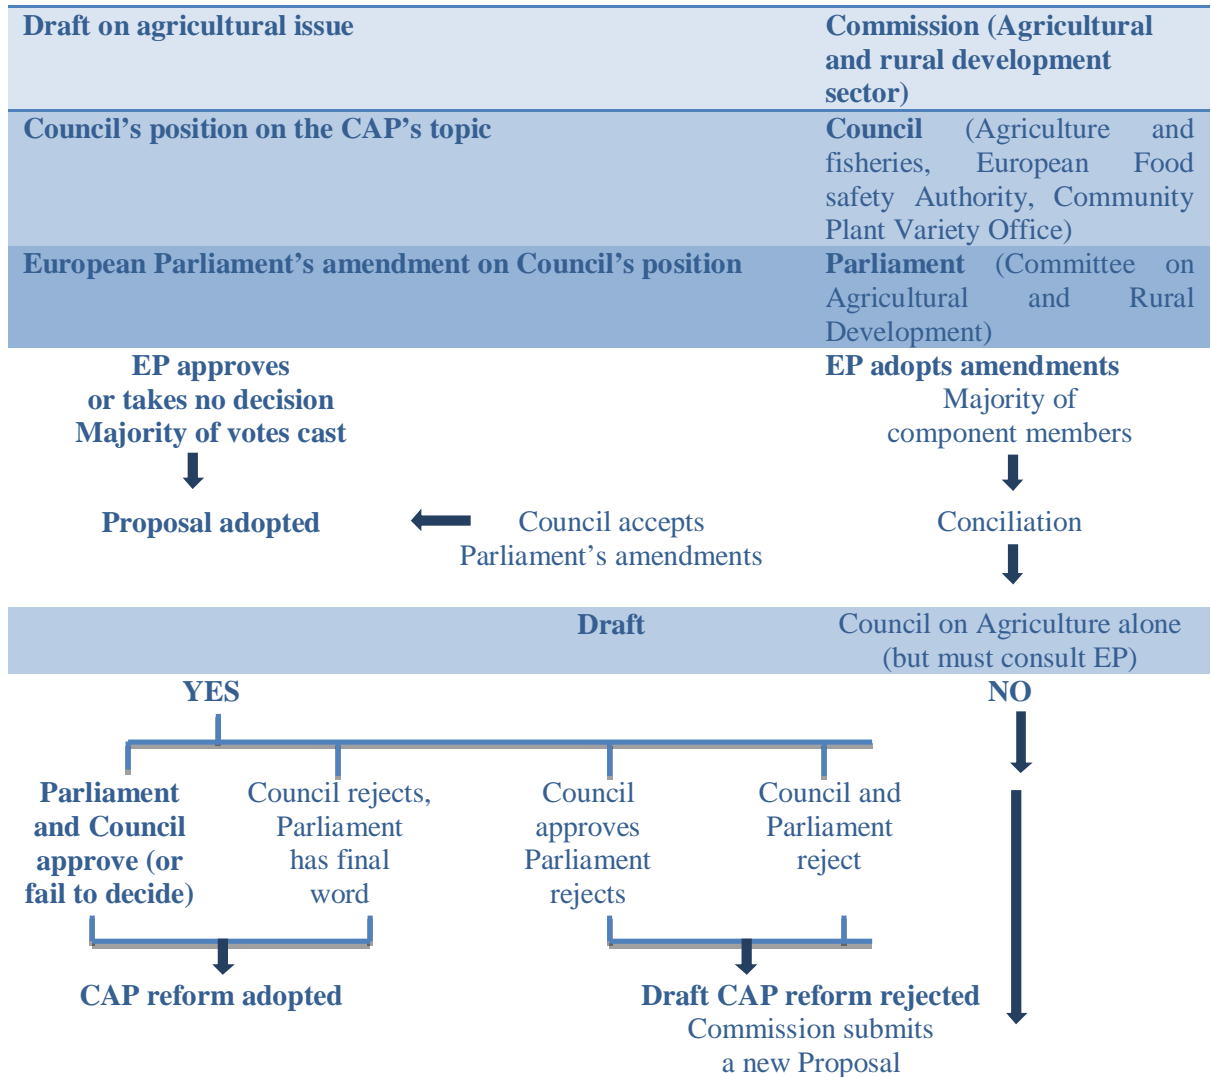 Draft on agricultural issue
Commission (Agricultural
and rural development
sector)
Council’s position on the CAP’s topic
Council (Agriculture and
fisheries, European Food
safety Authority, Community
Plant Variety Office)
European Parliament’s amendment on Council’s position
Parliament (Committee on
Agricultural and Rural
Development)
EP approves
or takes no decision
Majority of votes cast
EP adopts amendments
Majority of
component members
Proposal adopted
Council accepts
Parliament’s amendments
Conciliation
Draft
Council on Agriculture alone
(but must consult EP)
YES
NO
Parliament
and Council
approve (or
fail to decide)
Council rejects,
Parliament
has final
word
Council
approves
Parliament
rejects
Council and
Parliament
reject
CAP reform adopted
Draft CAP reform rejected
Commission submits
a new Proposal